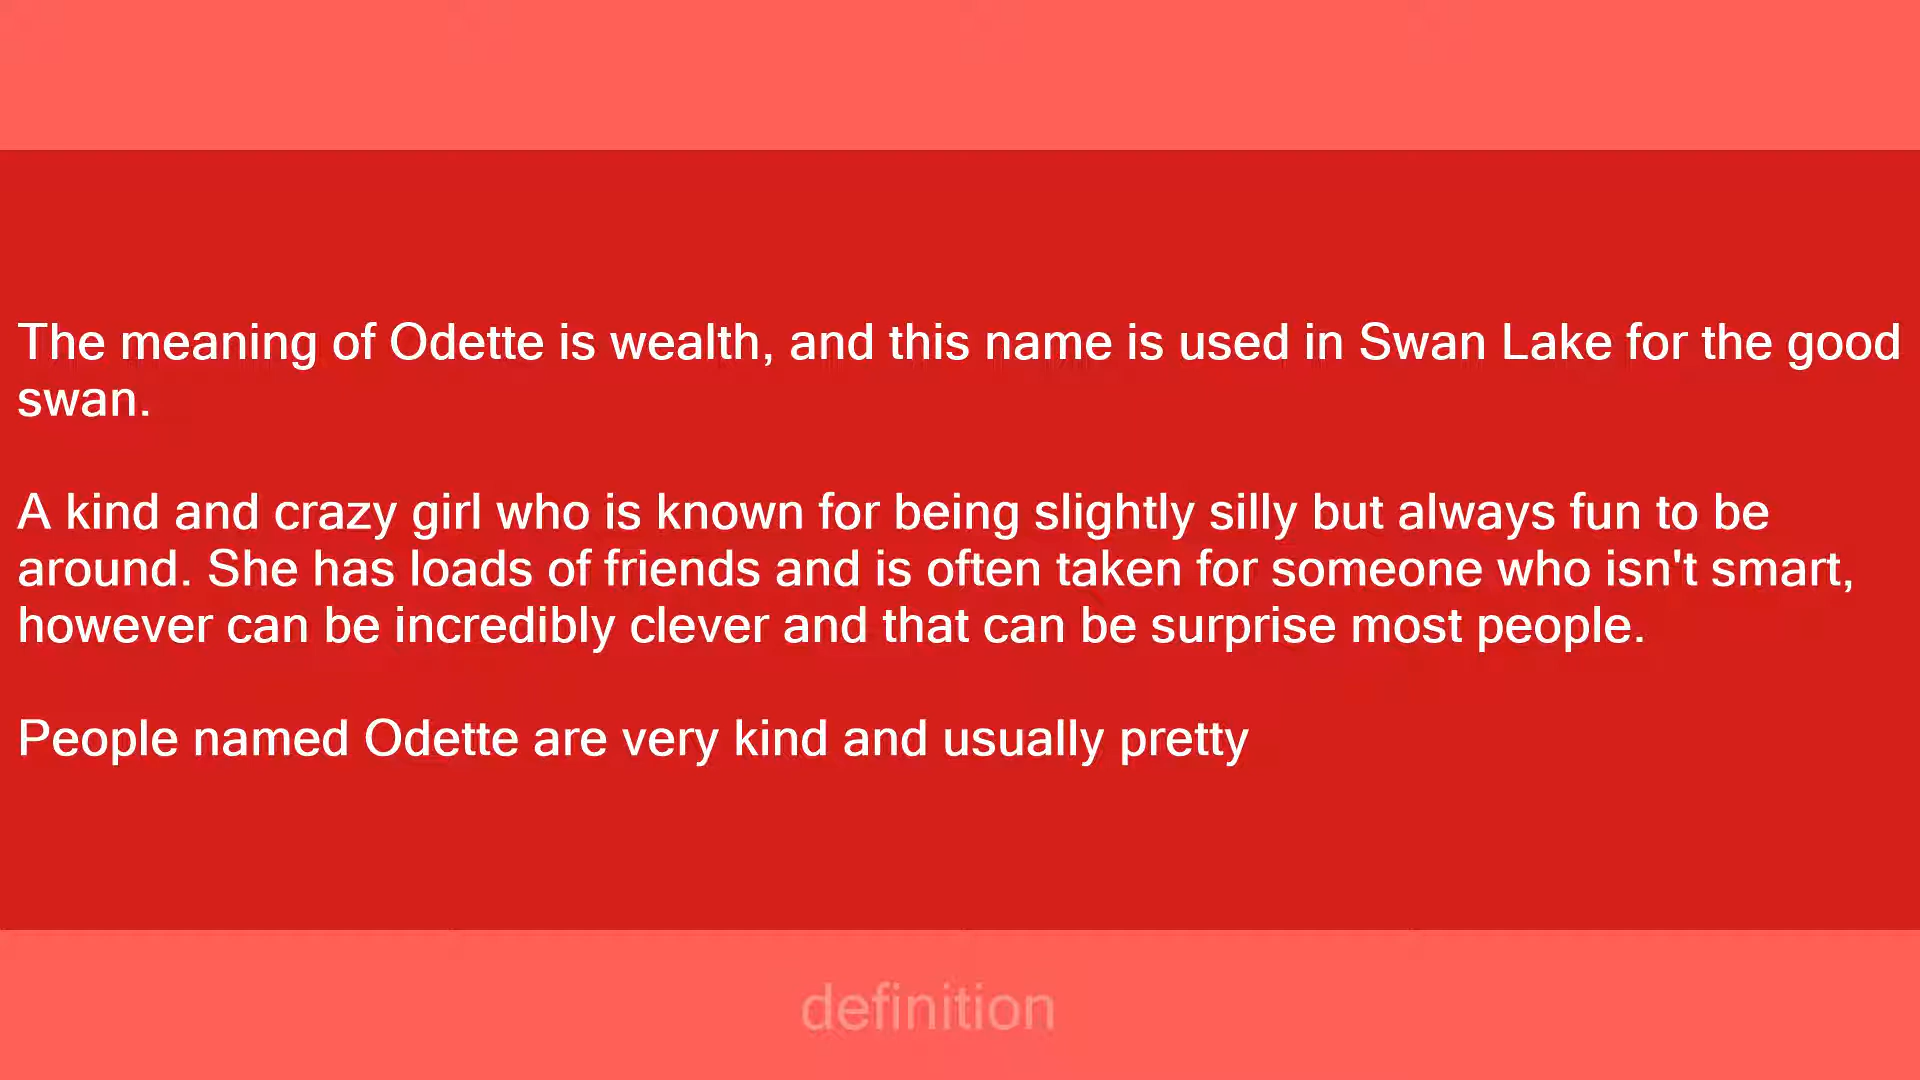 The meaning of Odette is wealth, and this name is used in Swan Lake for the good
swan.
A kind and crazy girl who is known for being slightly silly but always fun to be
around. She has loads of friends and is often taken for someone who isn't smart,
however can be incredibly clever and that can be surprise most people.
People named Odette are very kind and usually pretty
definition